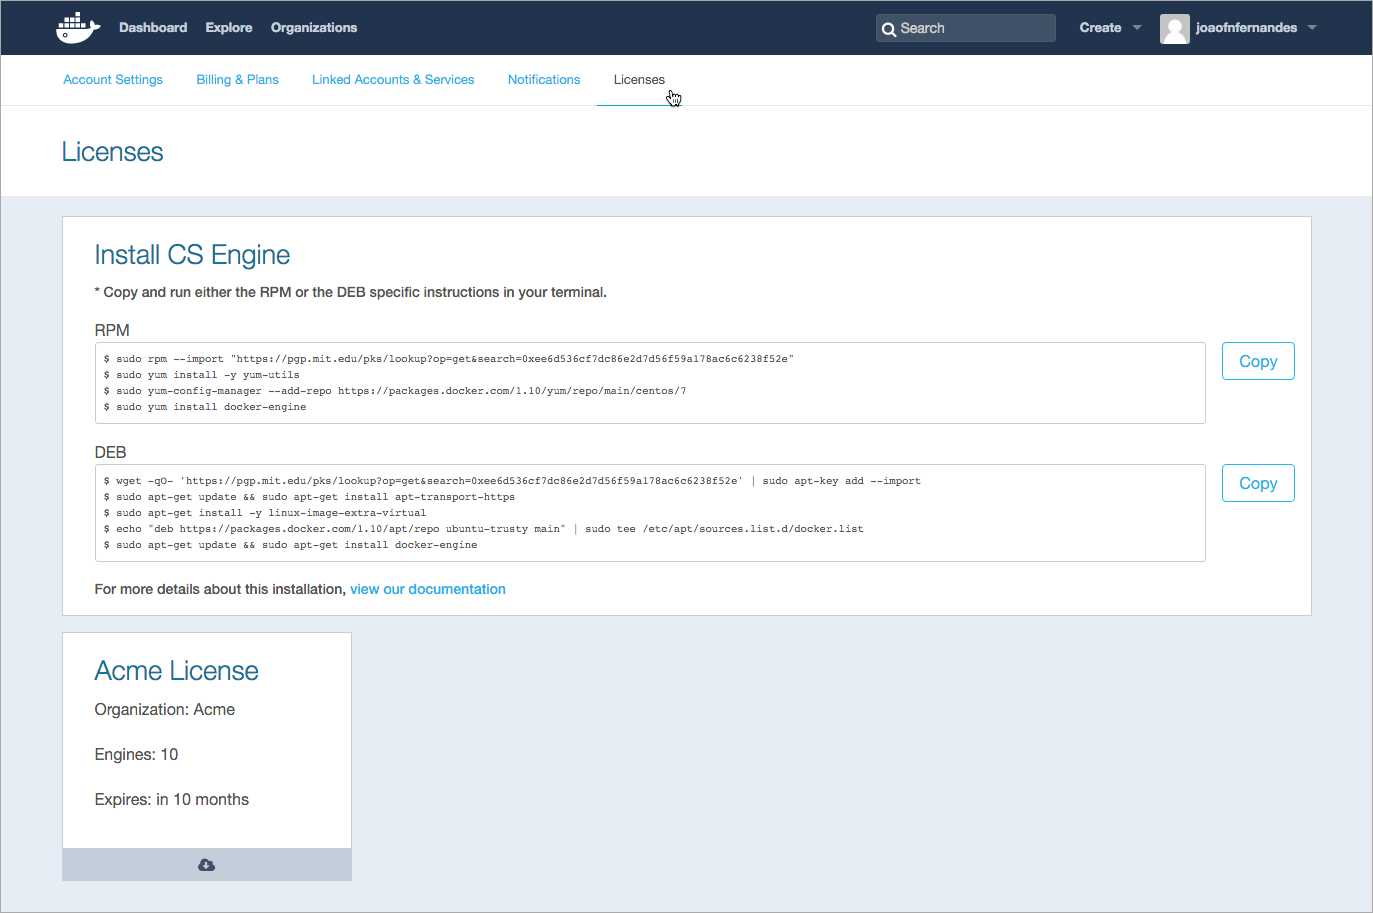 Dashboard Explore Organizations Search Create joaofnfernandes
Account Settings Billing & Plans Linked Accounts & Services Notifications Licenses
Licenses
Install CS Engine
* Copy and run either the RPM or the DEB specific instructions in your terminal.
RPM
$ sudo rpm --import "https://pgp.mit.edu/pks/lookup?op=get&search=0xee6d536cf7dc86e2d7d56f59a178ac6c6238f52e"
Copy
$ sudo yum install -y yum-utils
$ sudo yum-config-manager --add-repo https://packages.docker.com/1.10/yum/repo/main/centos/7
$ sudo yum install docker-engine
DEB
$ wget -qO- 'https://pgp.mit.edu/pks/lookup?op=get&search=0xee6d536cf7dc86e2d7d56f59a178ac6c6238f52e' | sudo apt-key add --import
Copy
$ sudo apt-get update && sudo apt-get install apt-transport-https
$ sudo apt-get install -y linux-image-extra-virtual
$ echo "deb https://packages.docker.com/1.10/apt/repo ubuntu-trusty main" | sudo tee /etc/apt/sources.list.d/docker.list
$ sudo apt-get update && sudo apt-get install docker-engine
For more details about this installation, view our documentation
Acme License
Organization: Acme
Engines: 10
Expires: in 10 months